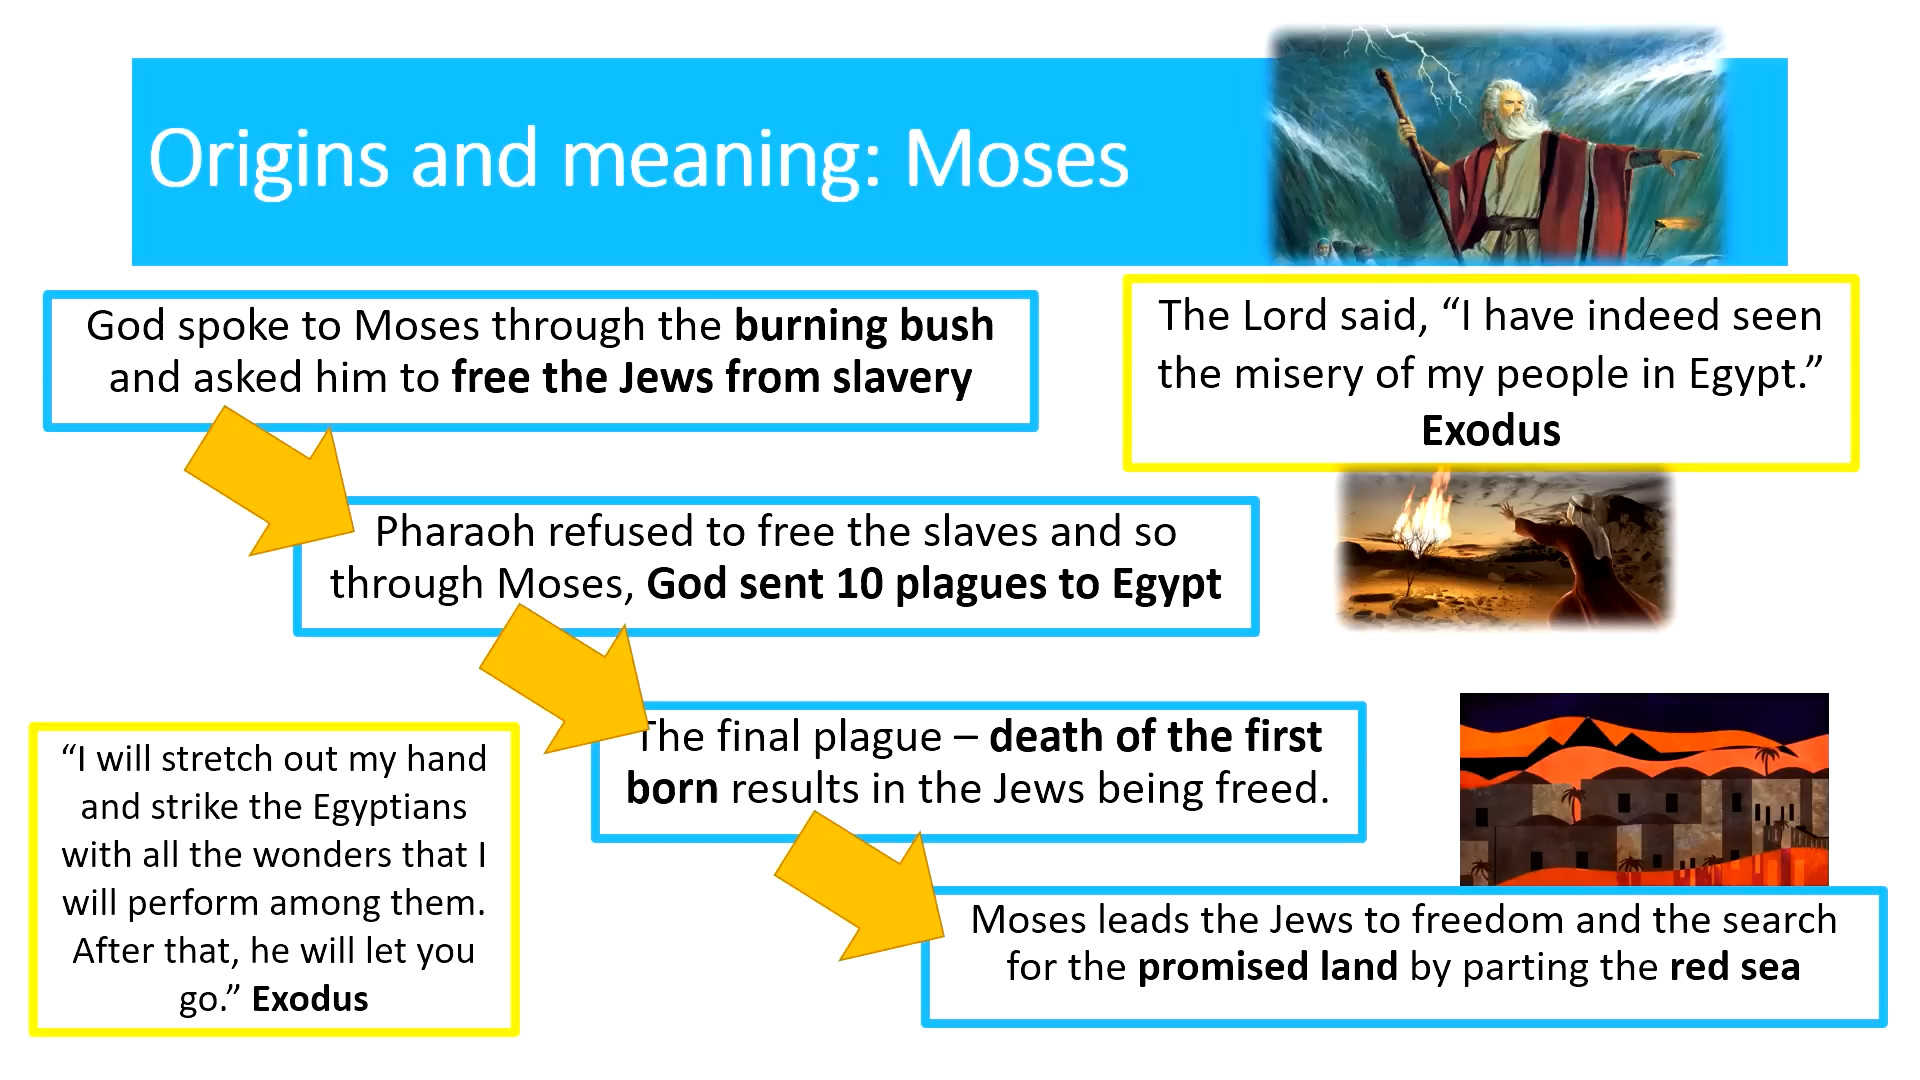 Origins and meaning: Moses
God spoke to Moses through the burning bush
and asked him to free the Jews from slavery
The Lord said, “I have indeed seen
the misery of my people in Egypt.”
Exodus
Pharaoh refused to free the slaves and so
through Moses, God sent 10 plagues to Egypt
The final plague – death of the first
born results in the Jews being freed.
“I will stretch out my hand
and strike the Egyptians
with all the wonders that I
will perform among them.
After that, he will let you
go.” Exodus
Moses leads the Jews to freedom and the search
for the promised land by parting the red sea